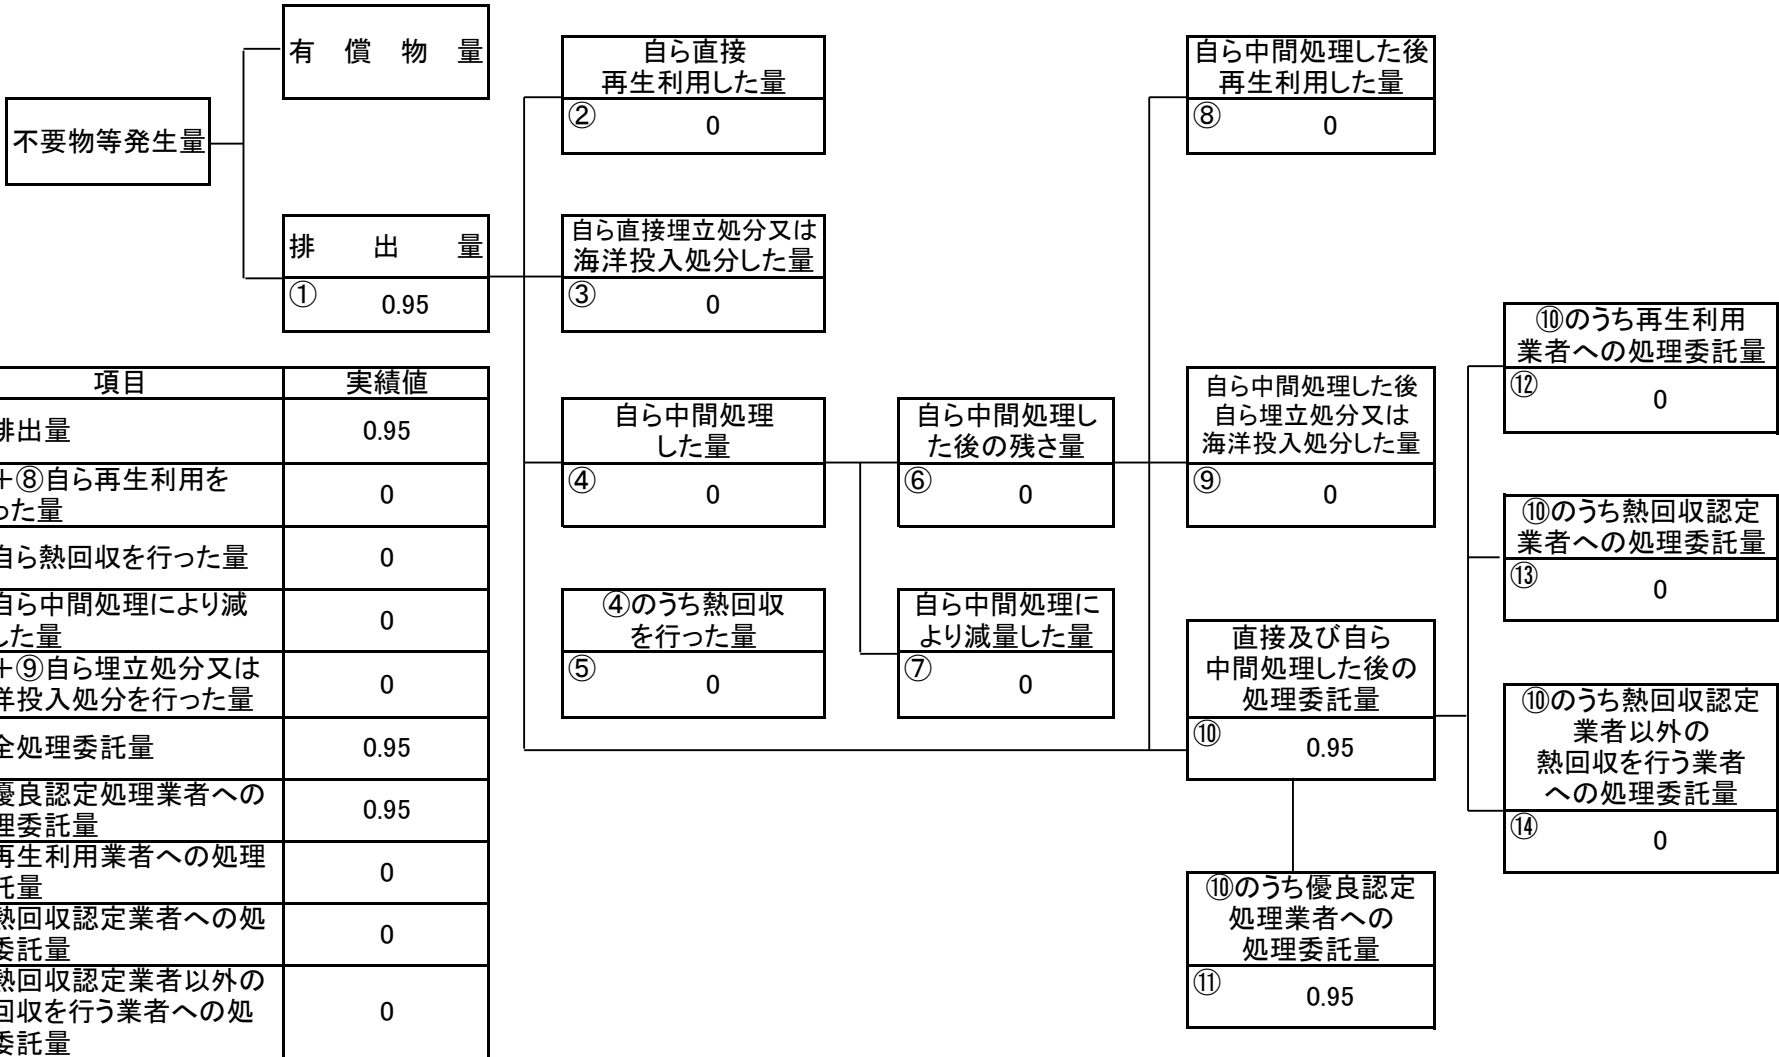 有 償 物 量
不要物等発生量
排 出 量
① 0.95
自ら直接
再生利用した量
② 0
自ら直接埋立処分又は
海洋投入処分した量
③ 0
自ら中間処理
した量
④ 0
④のうち熱回収
を行った量
⑤ 0
自ら中間処理し
た後の残さ量
⑥ 0
自ら中間処理に
より減量した量
⑦ 0
自ら中間処理した後
再生利用した量
⑧ 0
自ら中間処理した後
自ら埋立処分又は
海洋投入処分した量
⑨ 0
直接及び自ら
中間処理した後の
処理委託量
⑩ 0.95
⑩のうち優良認定
処理業者への
処理委託量
⑪ 0.95
⑩のうち再生利用
業者への処理委託量
⑫ 0
⑩のうち熱回収認定
業者への処理委託量
⑬ 0
⑩のうち熱回収認定
業者以外の
熱回収を行う業者
への処理委託量
⑭ 0
項目 実績値
排出量 0.95
+⑧自ら再生利用を
った量 0
自ら熱回収を行った量 0
自ら中間処理により減
した量 0
+⑨自ら埋立処分又は
洋投入処分を行った量 0
全処理委託量 0.95
優良認定処理業者への
理委託量 0.95
再生利用業者への処理
託量 0
熱回収認定業者への処
委託量 0
熱回収認定業者以外の
回収を行う業者への処
委託量 0